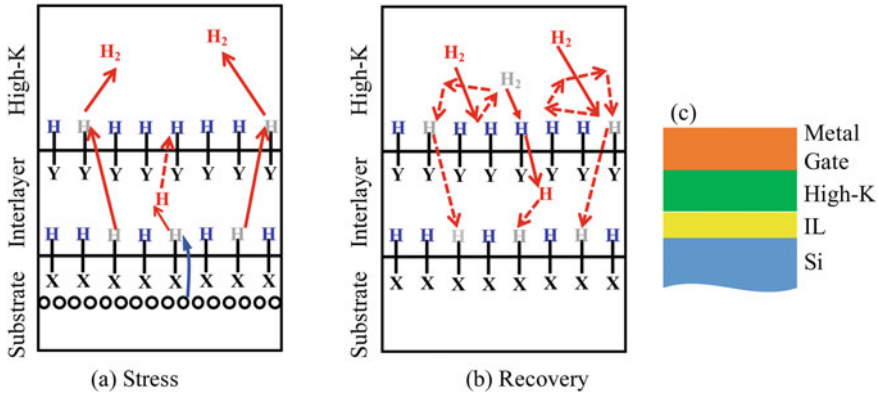 High-K
H₂
H₂
H H H H H H H H
Y Y Y Y Y Y Y Y
Interlayer
H
H H H H H H H H
X X X X X X X X
Substrate
(a) Stress
High-K
H₂
H₂
H₂
H H H H H H H H
Y Y Y Y Y Y Y Y
Interlayer
H
H H H H H H H H
X X X X X X X X
Substrate
(b) Recovery
(c)
Metal
Gate
High-K
IL
Si